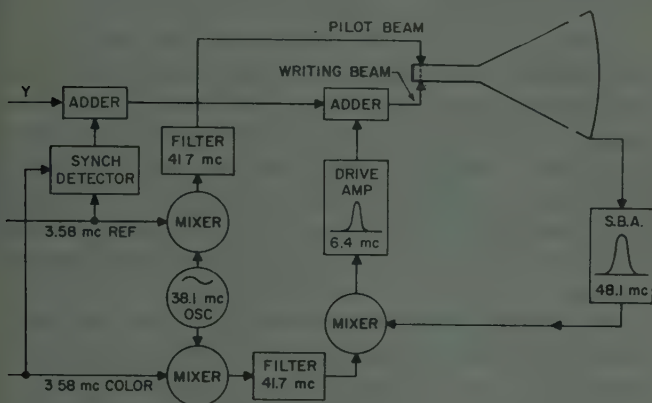 PILOT BEAM
WRITING BEAM
Y
ADDER
ADDER
FILTER
41.7 mc
SYNCH
DETECTOR
DRIVE
AMP
6.4 mc
MIXER
3.58 mc REF
S.B.A.
48.1 mc
38.1 mc
OSC
MIXER
MIXER
FILTER
41.7 mc
3 58 mc COLOR